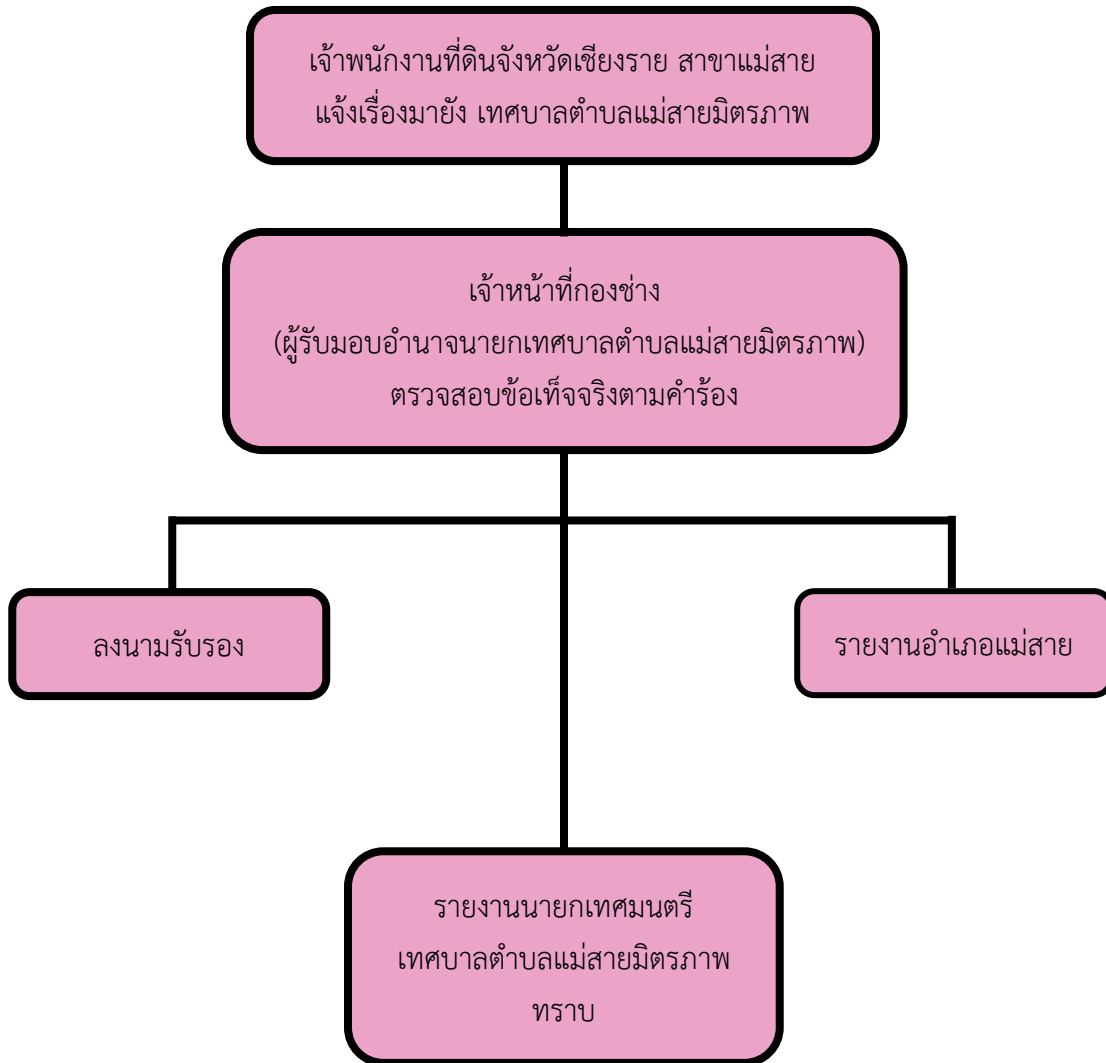 เจ้าพนักงานที่ดินจังหวัดเชียงราย สาขาแม่สาย
แจ้งเรื่องมายัง เทศบาลตำบลแม่สายมิตรภาพ
เจ้าหน้าที่กองช่าง
(ผู้รับมอบอำนาจนายกเทศบาลตำบลแม่สายมิตรภาพ)
ตรวจสอบข้อเท็จจริงตามคำร้อง
ลงนามรับรอง
รายงานอำเภอแม่สาย
รายงานนายกเทศมนตรี
เทศบาลตำบลแม่สายมิตรภาพ
ทราบ